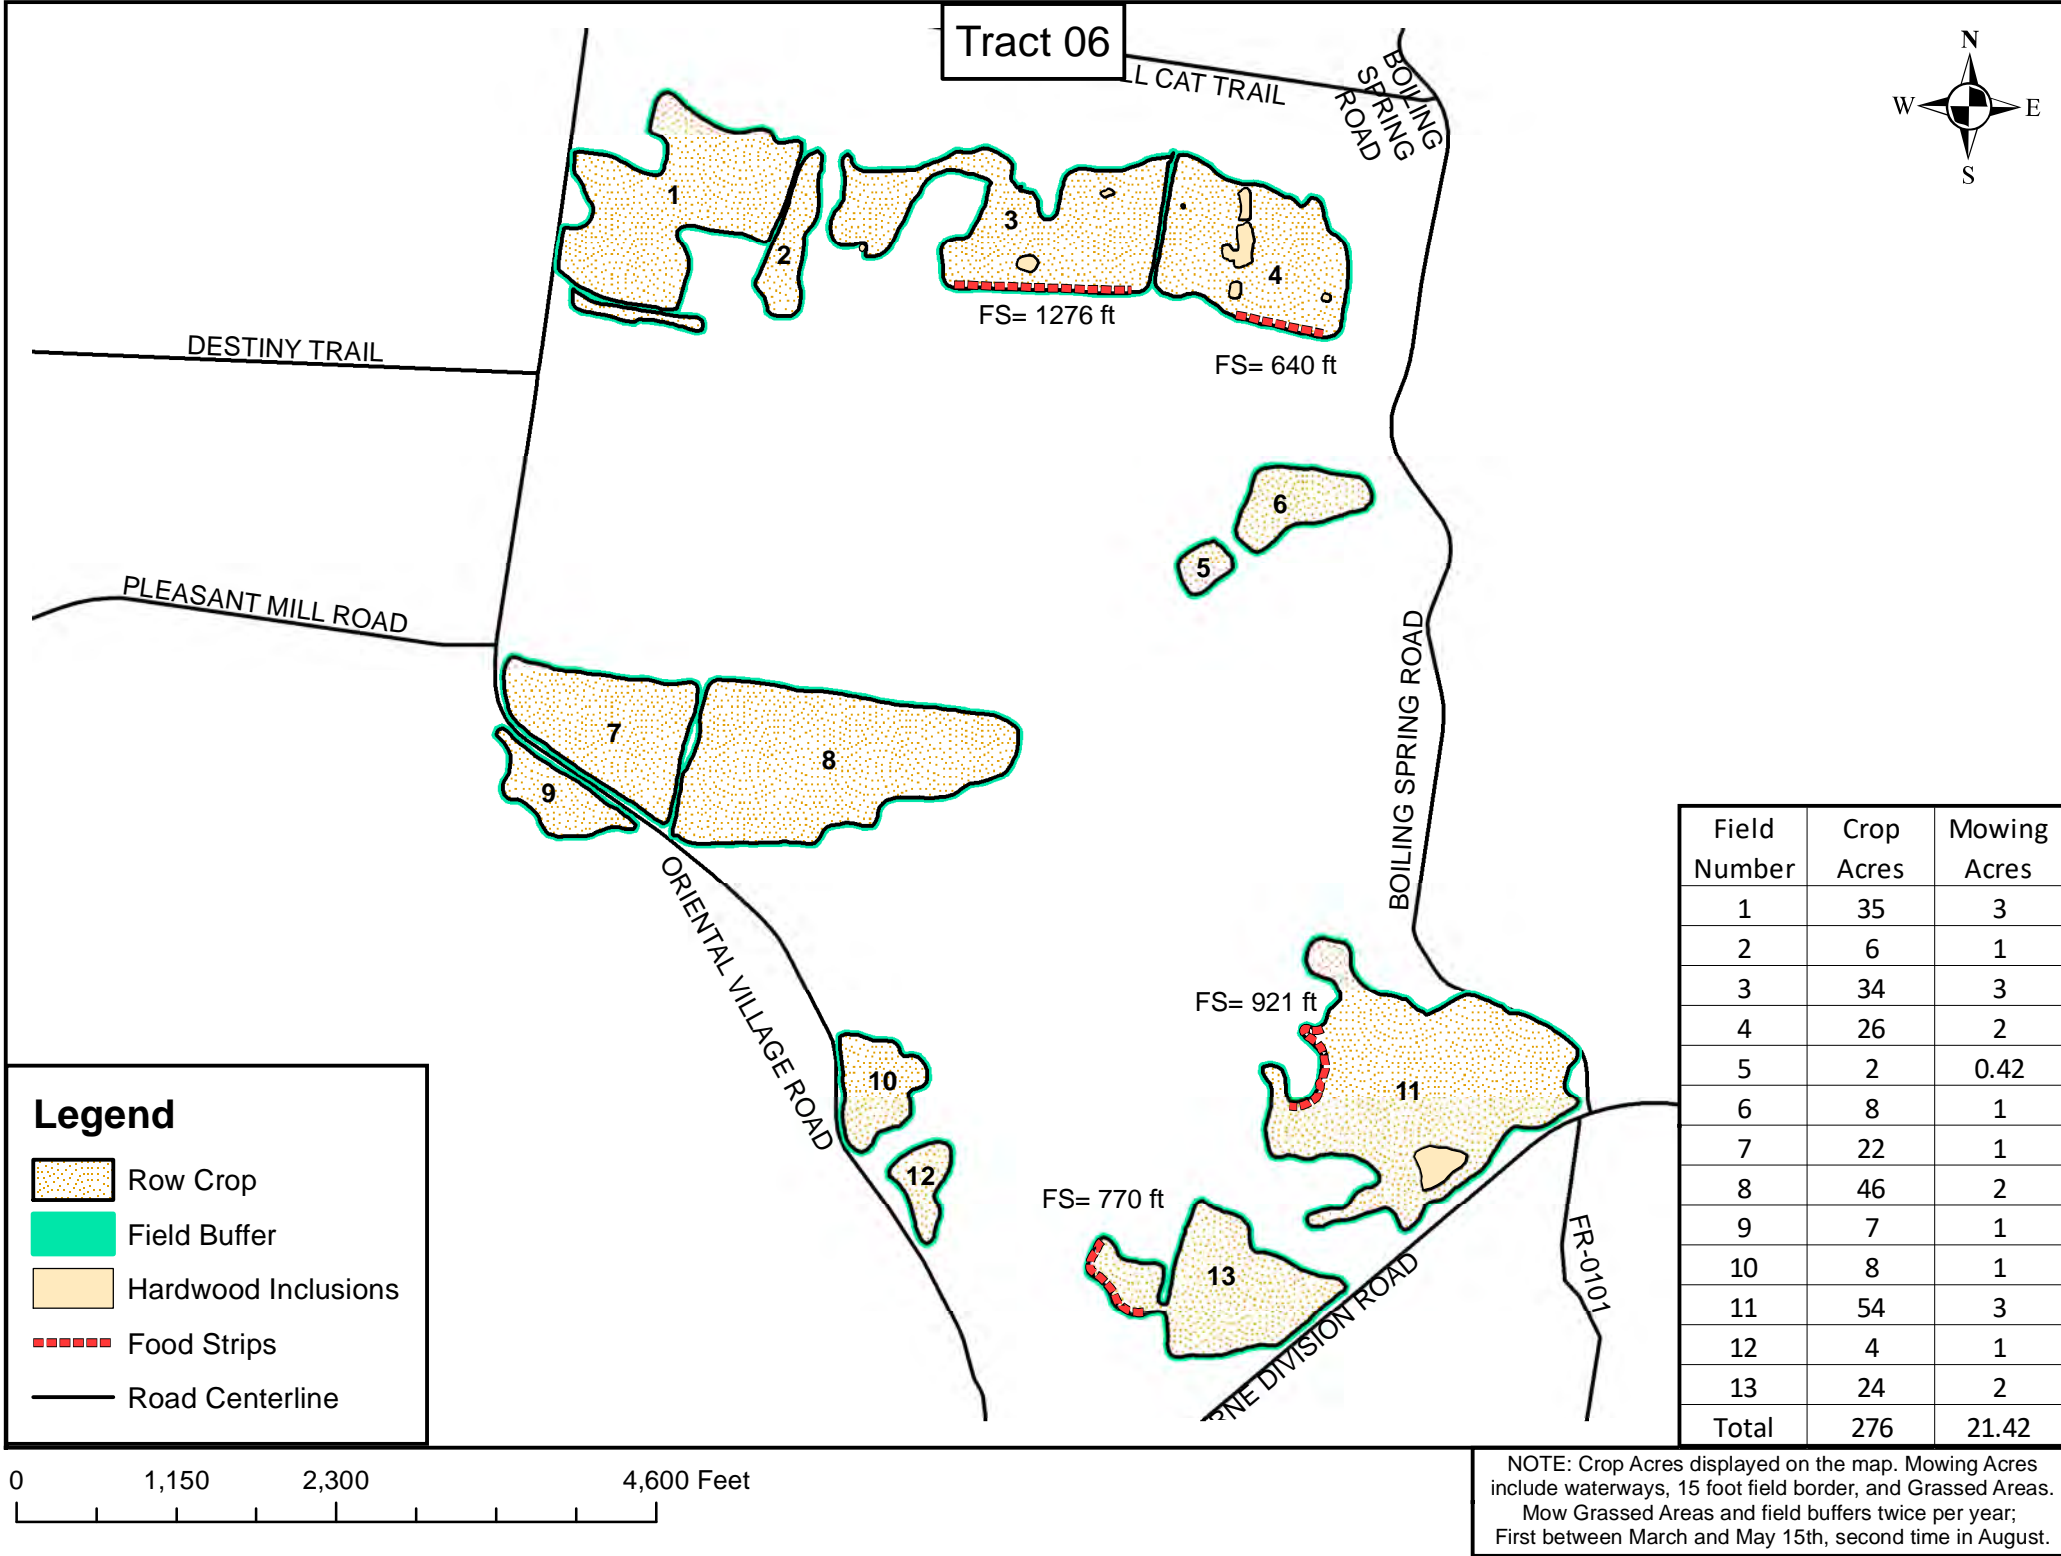 Tract 06
LL CAT TRAIL
BOILING
SPRING
ROAD
N
W E
S
1
2
3
4
FS= 1276 ft
FS= 640 ft
DESTINY TRAIL
6
5
PLEASANT MILL ROAD
7
8
9
BOILING SPRING ROAD
ORIENTAL VILLAGE ROAD
FS= 921 ft
10
11
12
FS= 770 ft
13
FR-0101
RNE DIVISION ROAD
Field Number Crop Acres Mowing Acres
1 35 3
2 6 1
3 34 3
4 26 2
5 2 0.42
6 8 1
7 22 1
8 46 2
9 7 1
10 8 1
11 54 3
12 4 1
13 24 2
Total 276 21.42
Legend
Row Crop
Field Buffer
Hardwood Inclusions
Food Strips
Road Centerline
0 1,150 2,300 4,600 Feet
NOTE: Crop Acres displayed on the map. Mowing Acres
include waterways, 15 foot field border, and Grassed Areas.
Mow Grassed Areas and field buffers twice per year;
First between March and May 15th, second time in August.